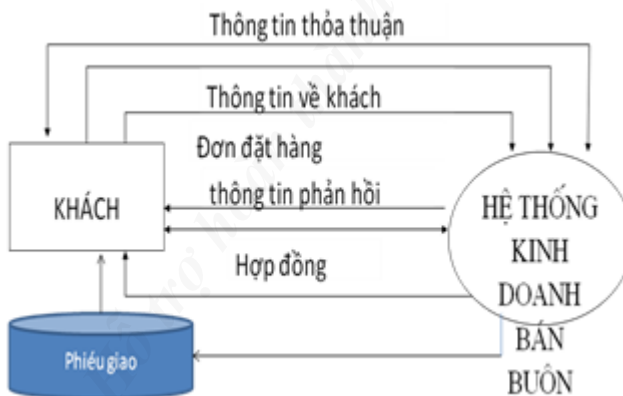 Thông tin thỏa thuận
Thông tin về khách
Đơn đặt hàng
KHÁCH
thông tin phản hồi
HỆ THỐNG
KINH
DOANH
BÁN
BUÔN
Hợp đồng
Phiéu giao